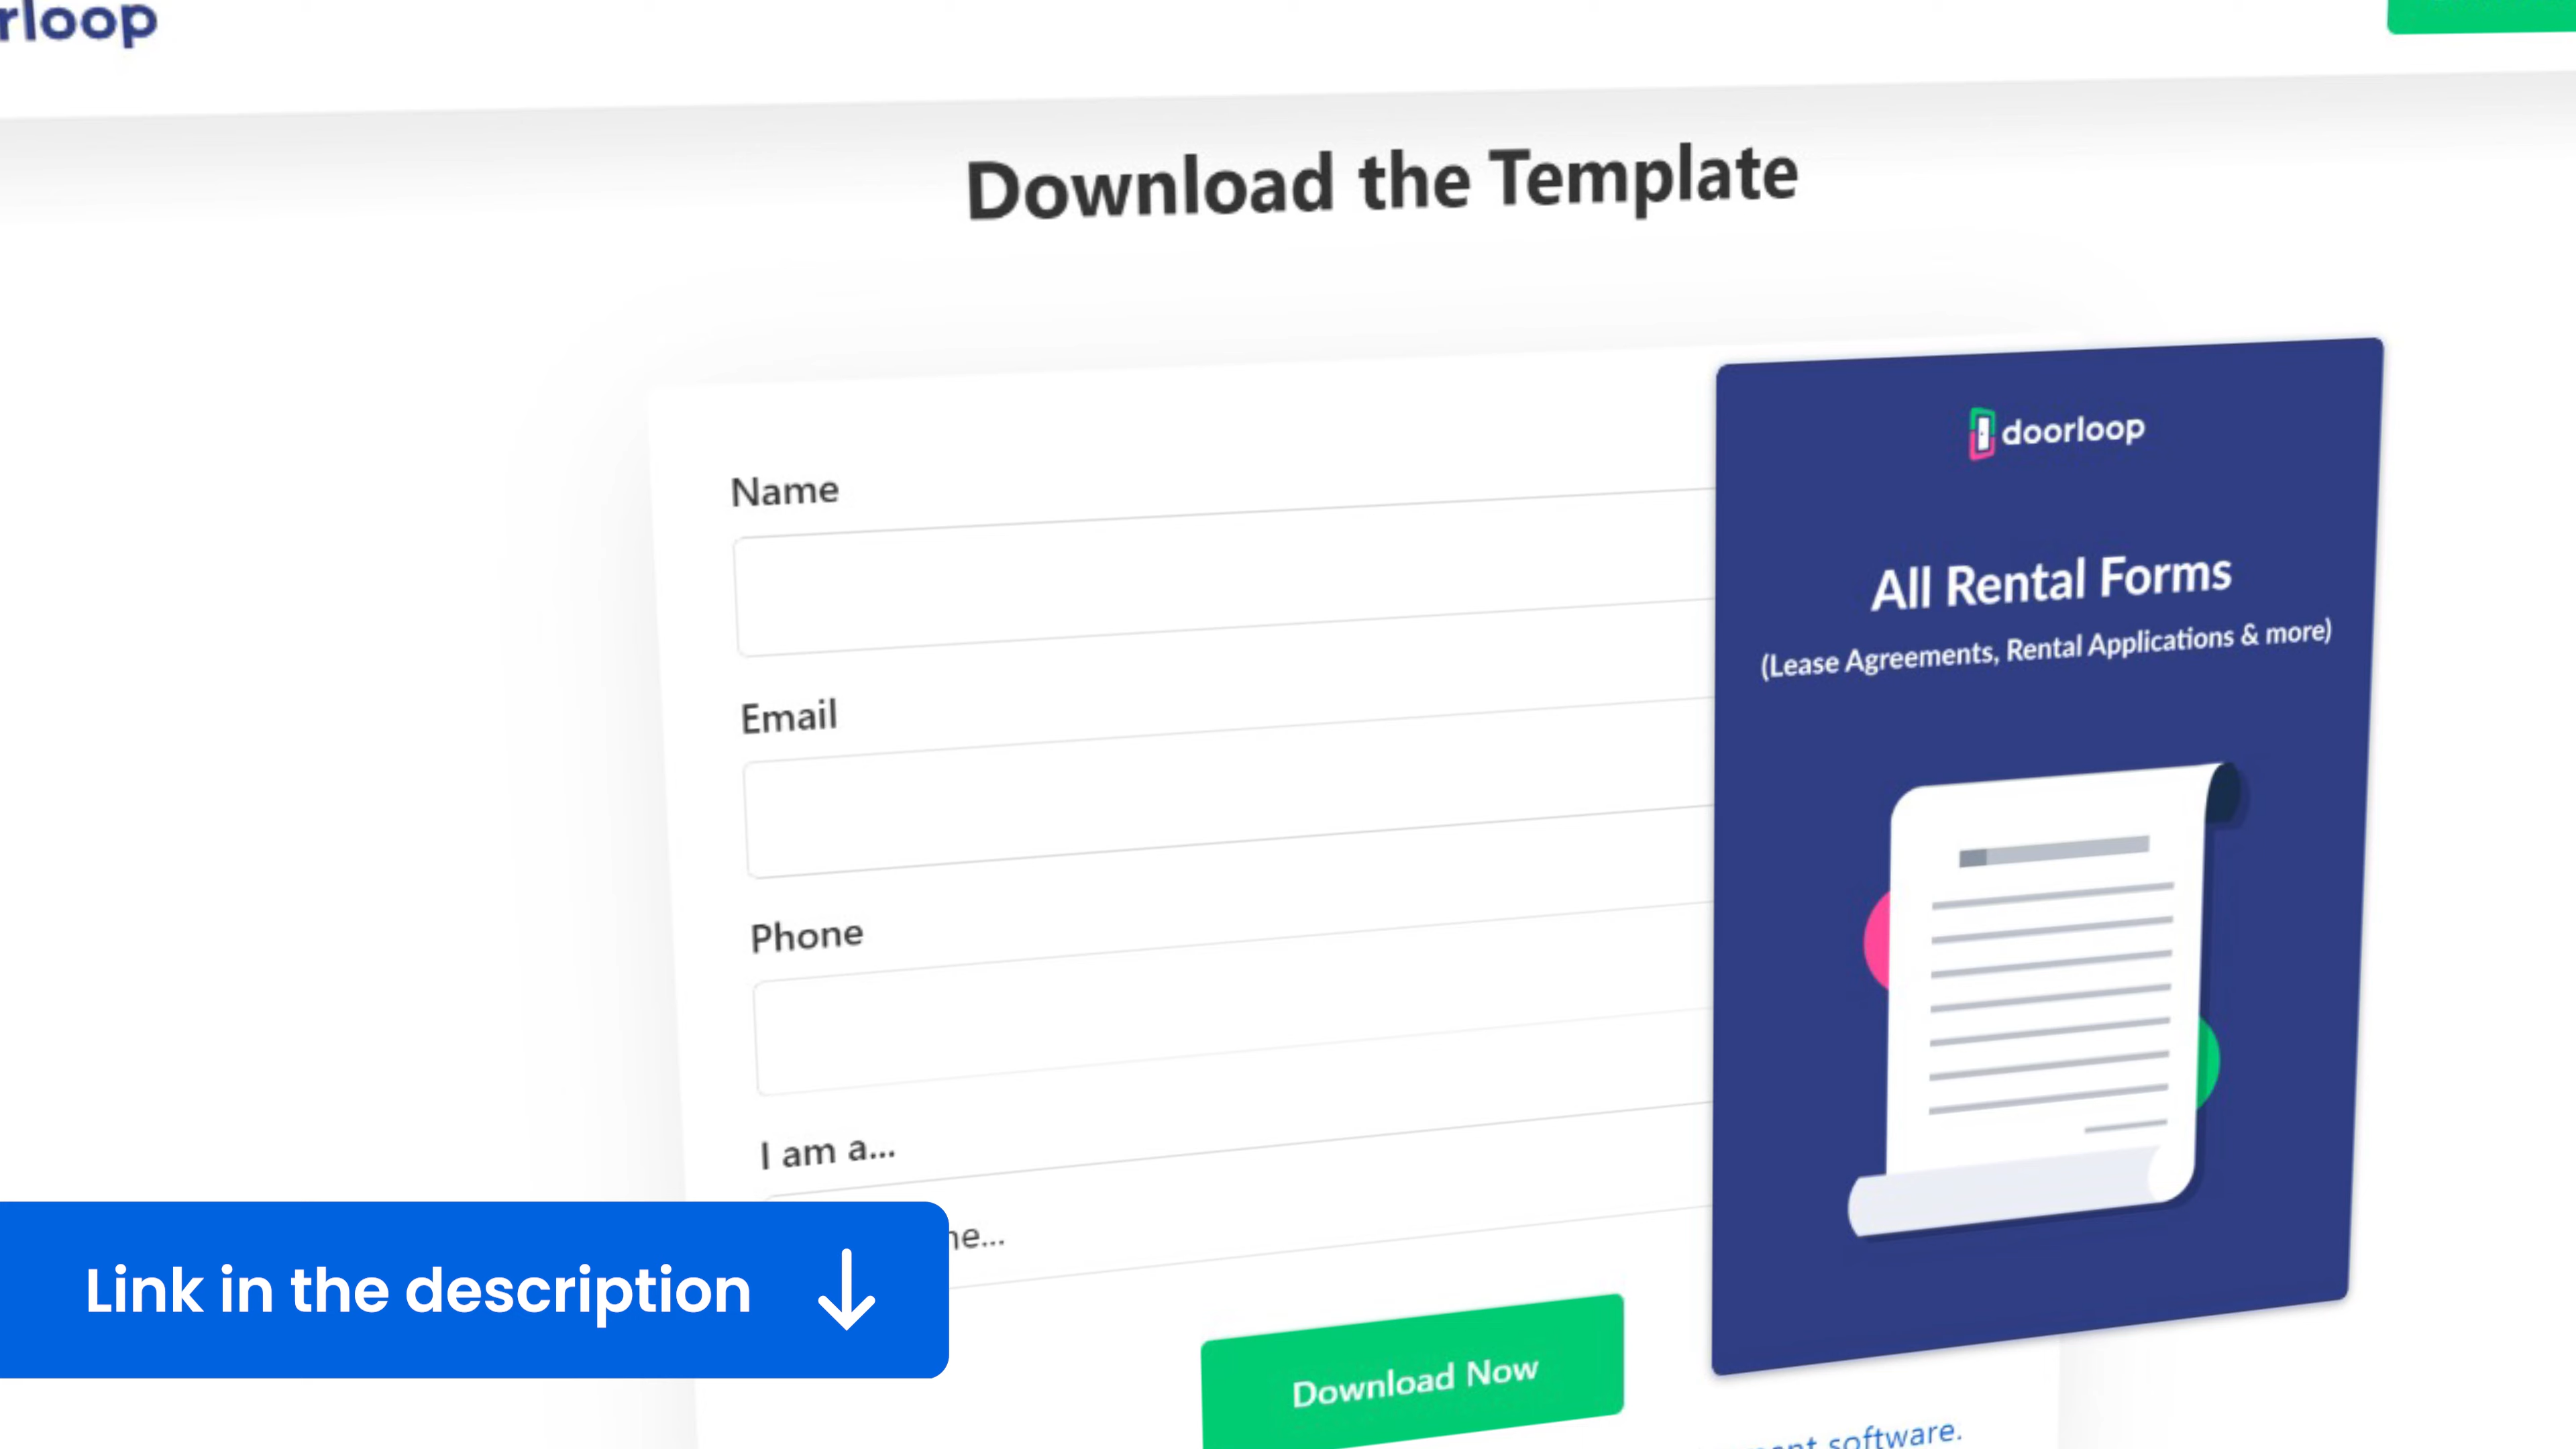 Download the Template
doorloop
Name
All Rental Forms
(Lease Agreements, Rental Applications & more)
Email
Phone
I am a...
Link in the description
Download Now
software.